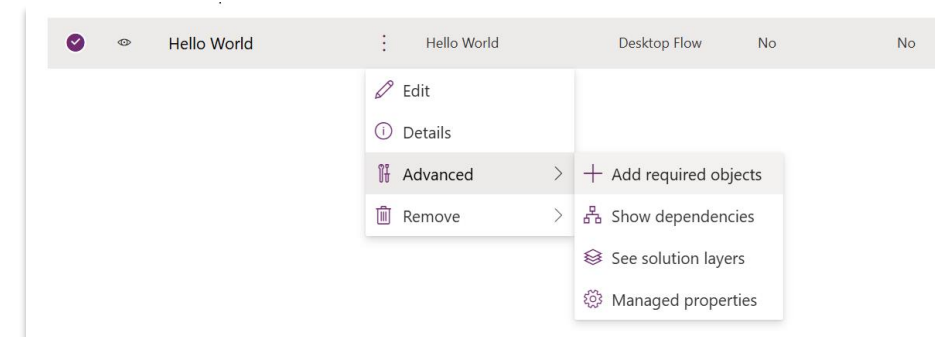 Hello World Hello World Desktop Flow No No
Edit
Details
Advanced
Remove
Add required objects
Show dependencies
See solution layers
Managed properties